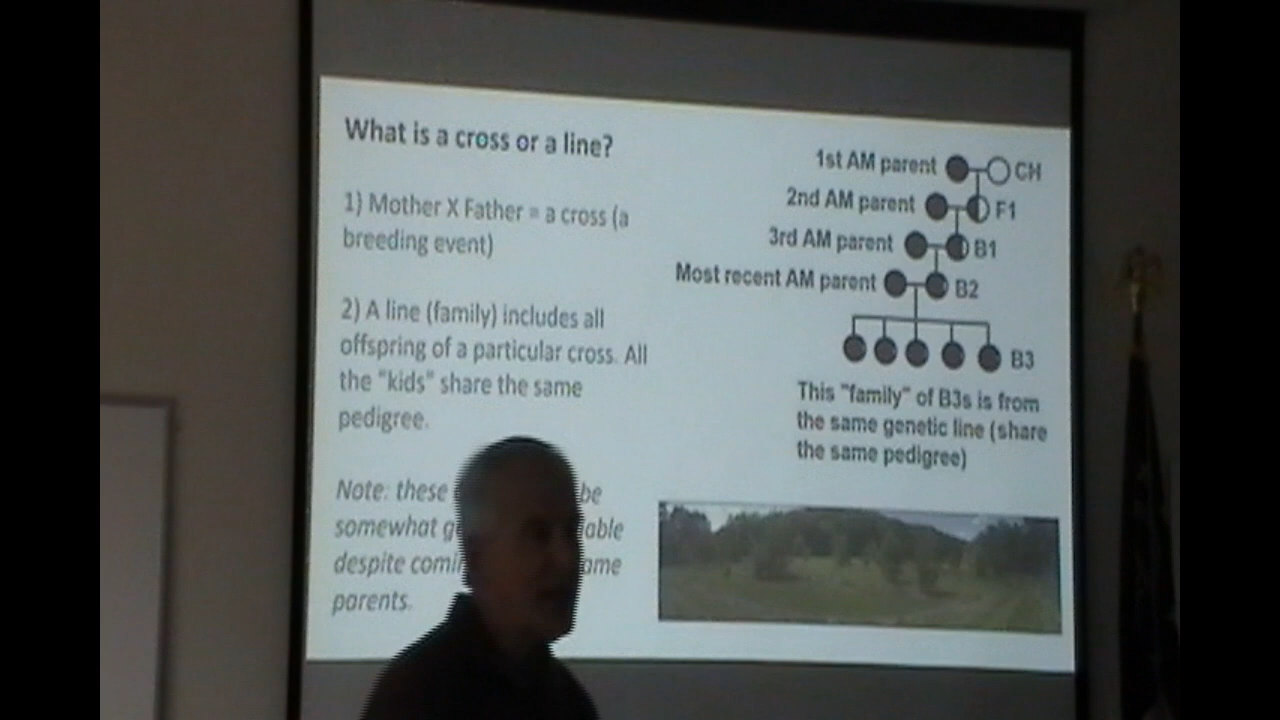 What is a cross or a line?
1) Mother X Father = a cross (a
breeding event)
2) A line (family) includes all
offspring of a particular cross. All
the "kids" share the same
pedigree.
Note: these be
somewhat
despite ame
parents.
1st AM parent CH
2nd AM parent F1
3rd AM parent B1
Most recent AM parent B2
B3
This "family" of B3s is from
the same genetic line (share
the same pedigree)